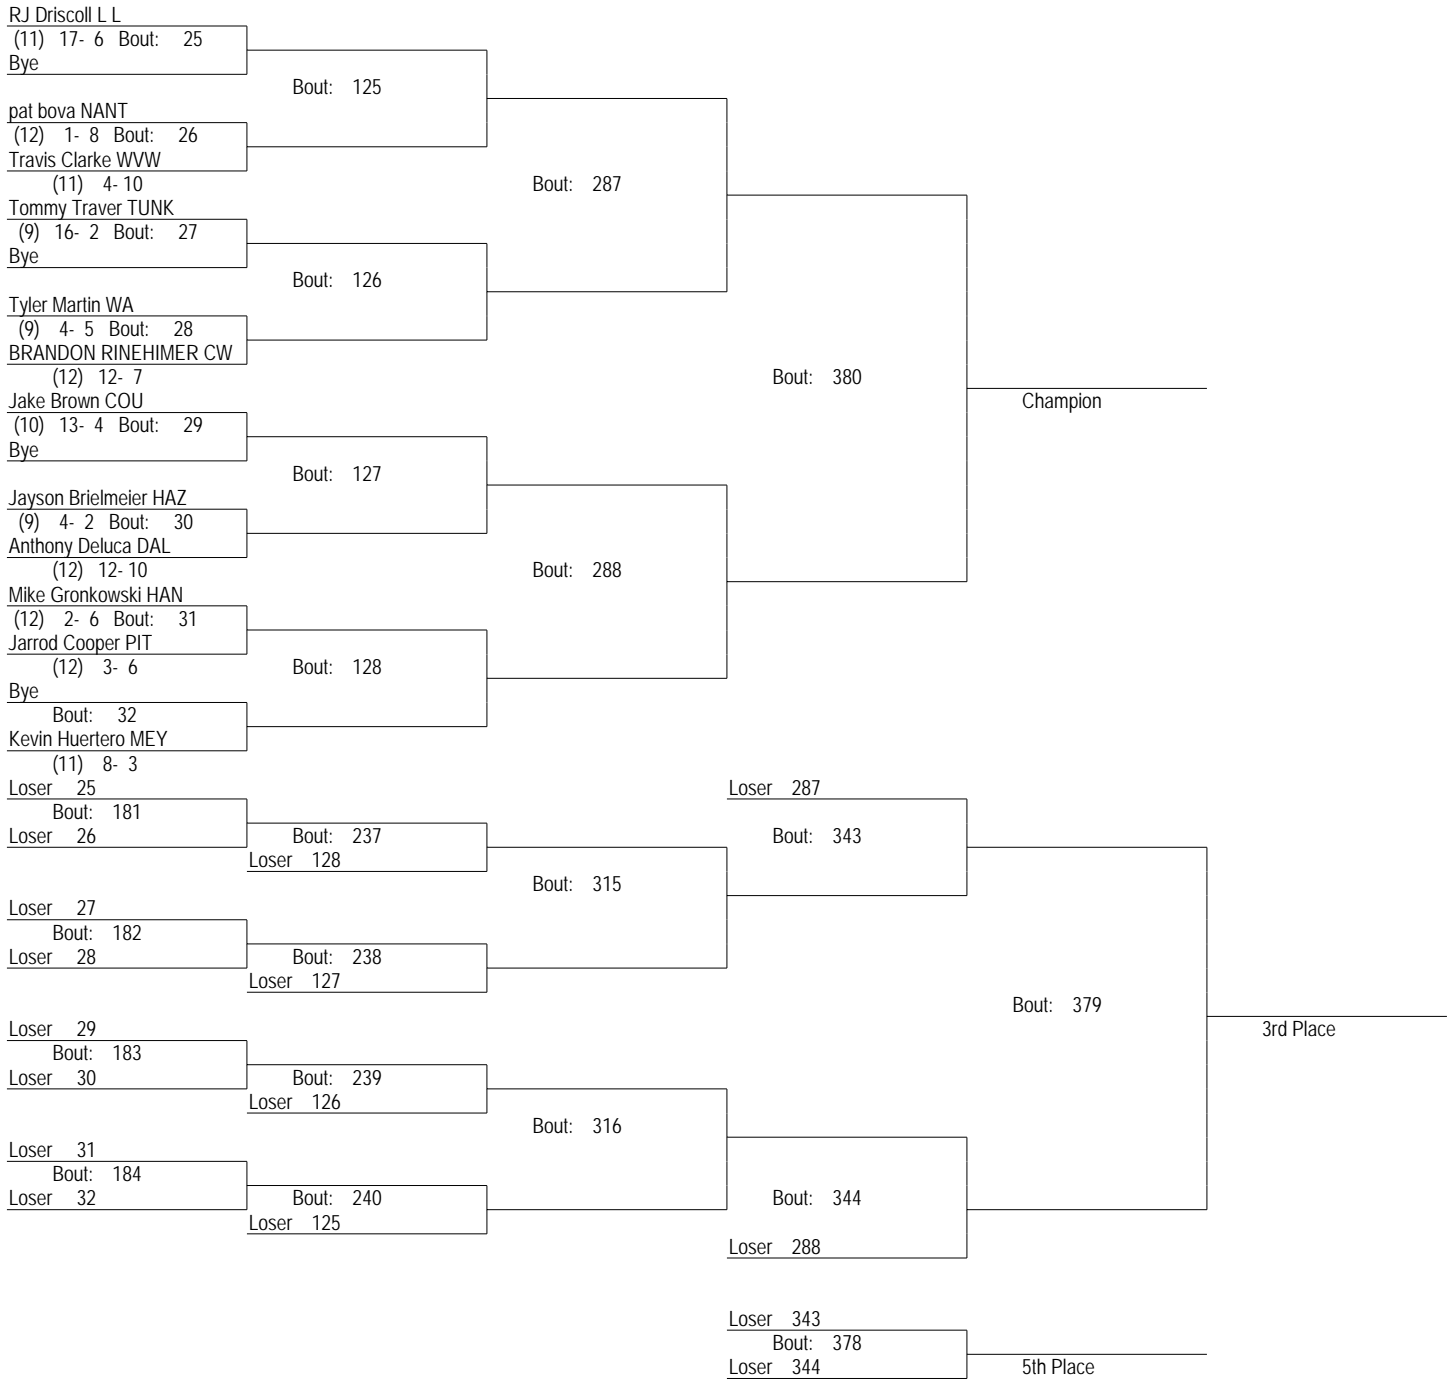 RJ Driscoll L L
(11) 17- 6 Bout: 25
Bye
Bout: 125
pat bova NANT
(12) 1- 8 Bout: 26
Travis Clarke WVW
(11) 4- 10
Bout: 287
Tommy Traver TUNK
(9) 16- 2 Bout: 27
Bye
Bout: 126
Tyler Martin WA
(9) 4- 5 Bout: 28
BRANDON RINEHIMER CW
(12) 12- 7
Bout: 380
Jake Brown COU
Champion
(10) 13- 4 Bout: 29
Bye
Bout: 127
Jayson Brielmeier HAZ
(9) 4- 2 Bout: 30
Anthony Deluca DAL
(12) 12- 10
Bout: 288
Mike Gronkowski HAN
(12) 2- 6 Bout: 31
Jarrod Cooper PIT
(12) 3- 6
Bout: 128
Bye
Bout: 32
Kevin Huertero MEY
(11) 8- 3
Loser 25
Loser 287
Bout: 181
Loser 26
Bout: 237
Bout: 343
Loser 128
Bout: 315
Loser 27
Bout: 182
Loser 28
Bout: 238
Loser 127
Bout: 379
Loser 29
3rd Place
Bout: 183
Loser 30
Bout: 239
Loser 126
Bout: 316
Loser 31
Bout: 184
Loser 32
Bout: 240
Bout: 344
Loser 125
Loser 288
Loser 343
Bout: 378
Loser 344
5th Place